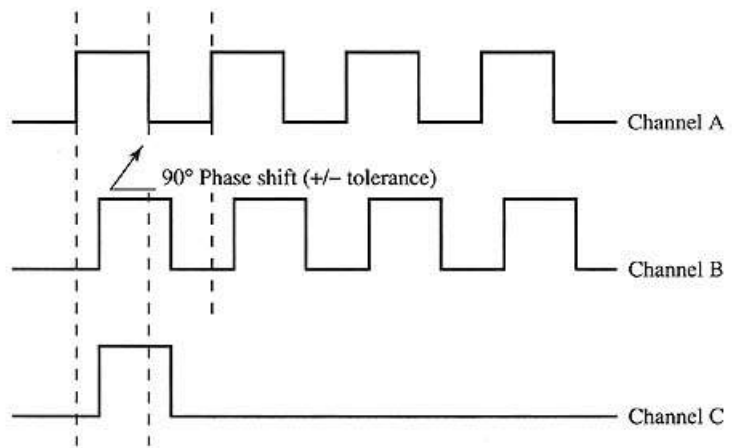 Channel A
90° Phase shift (+/− tolerance)
Channel B
Channel C